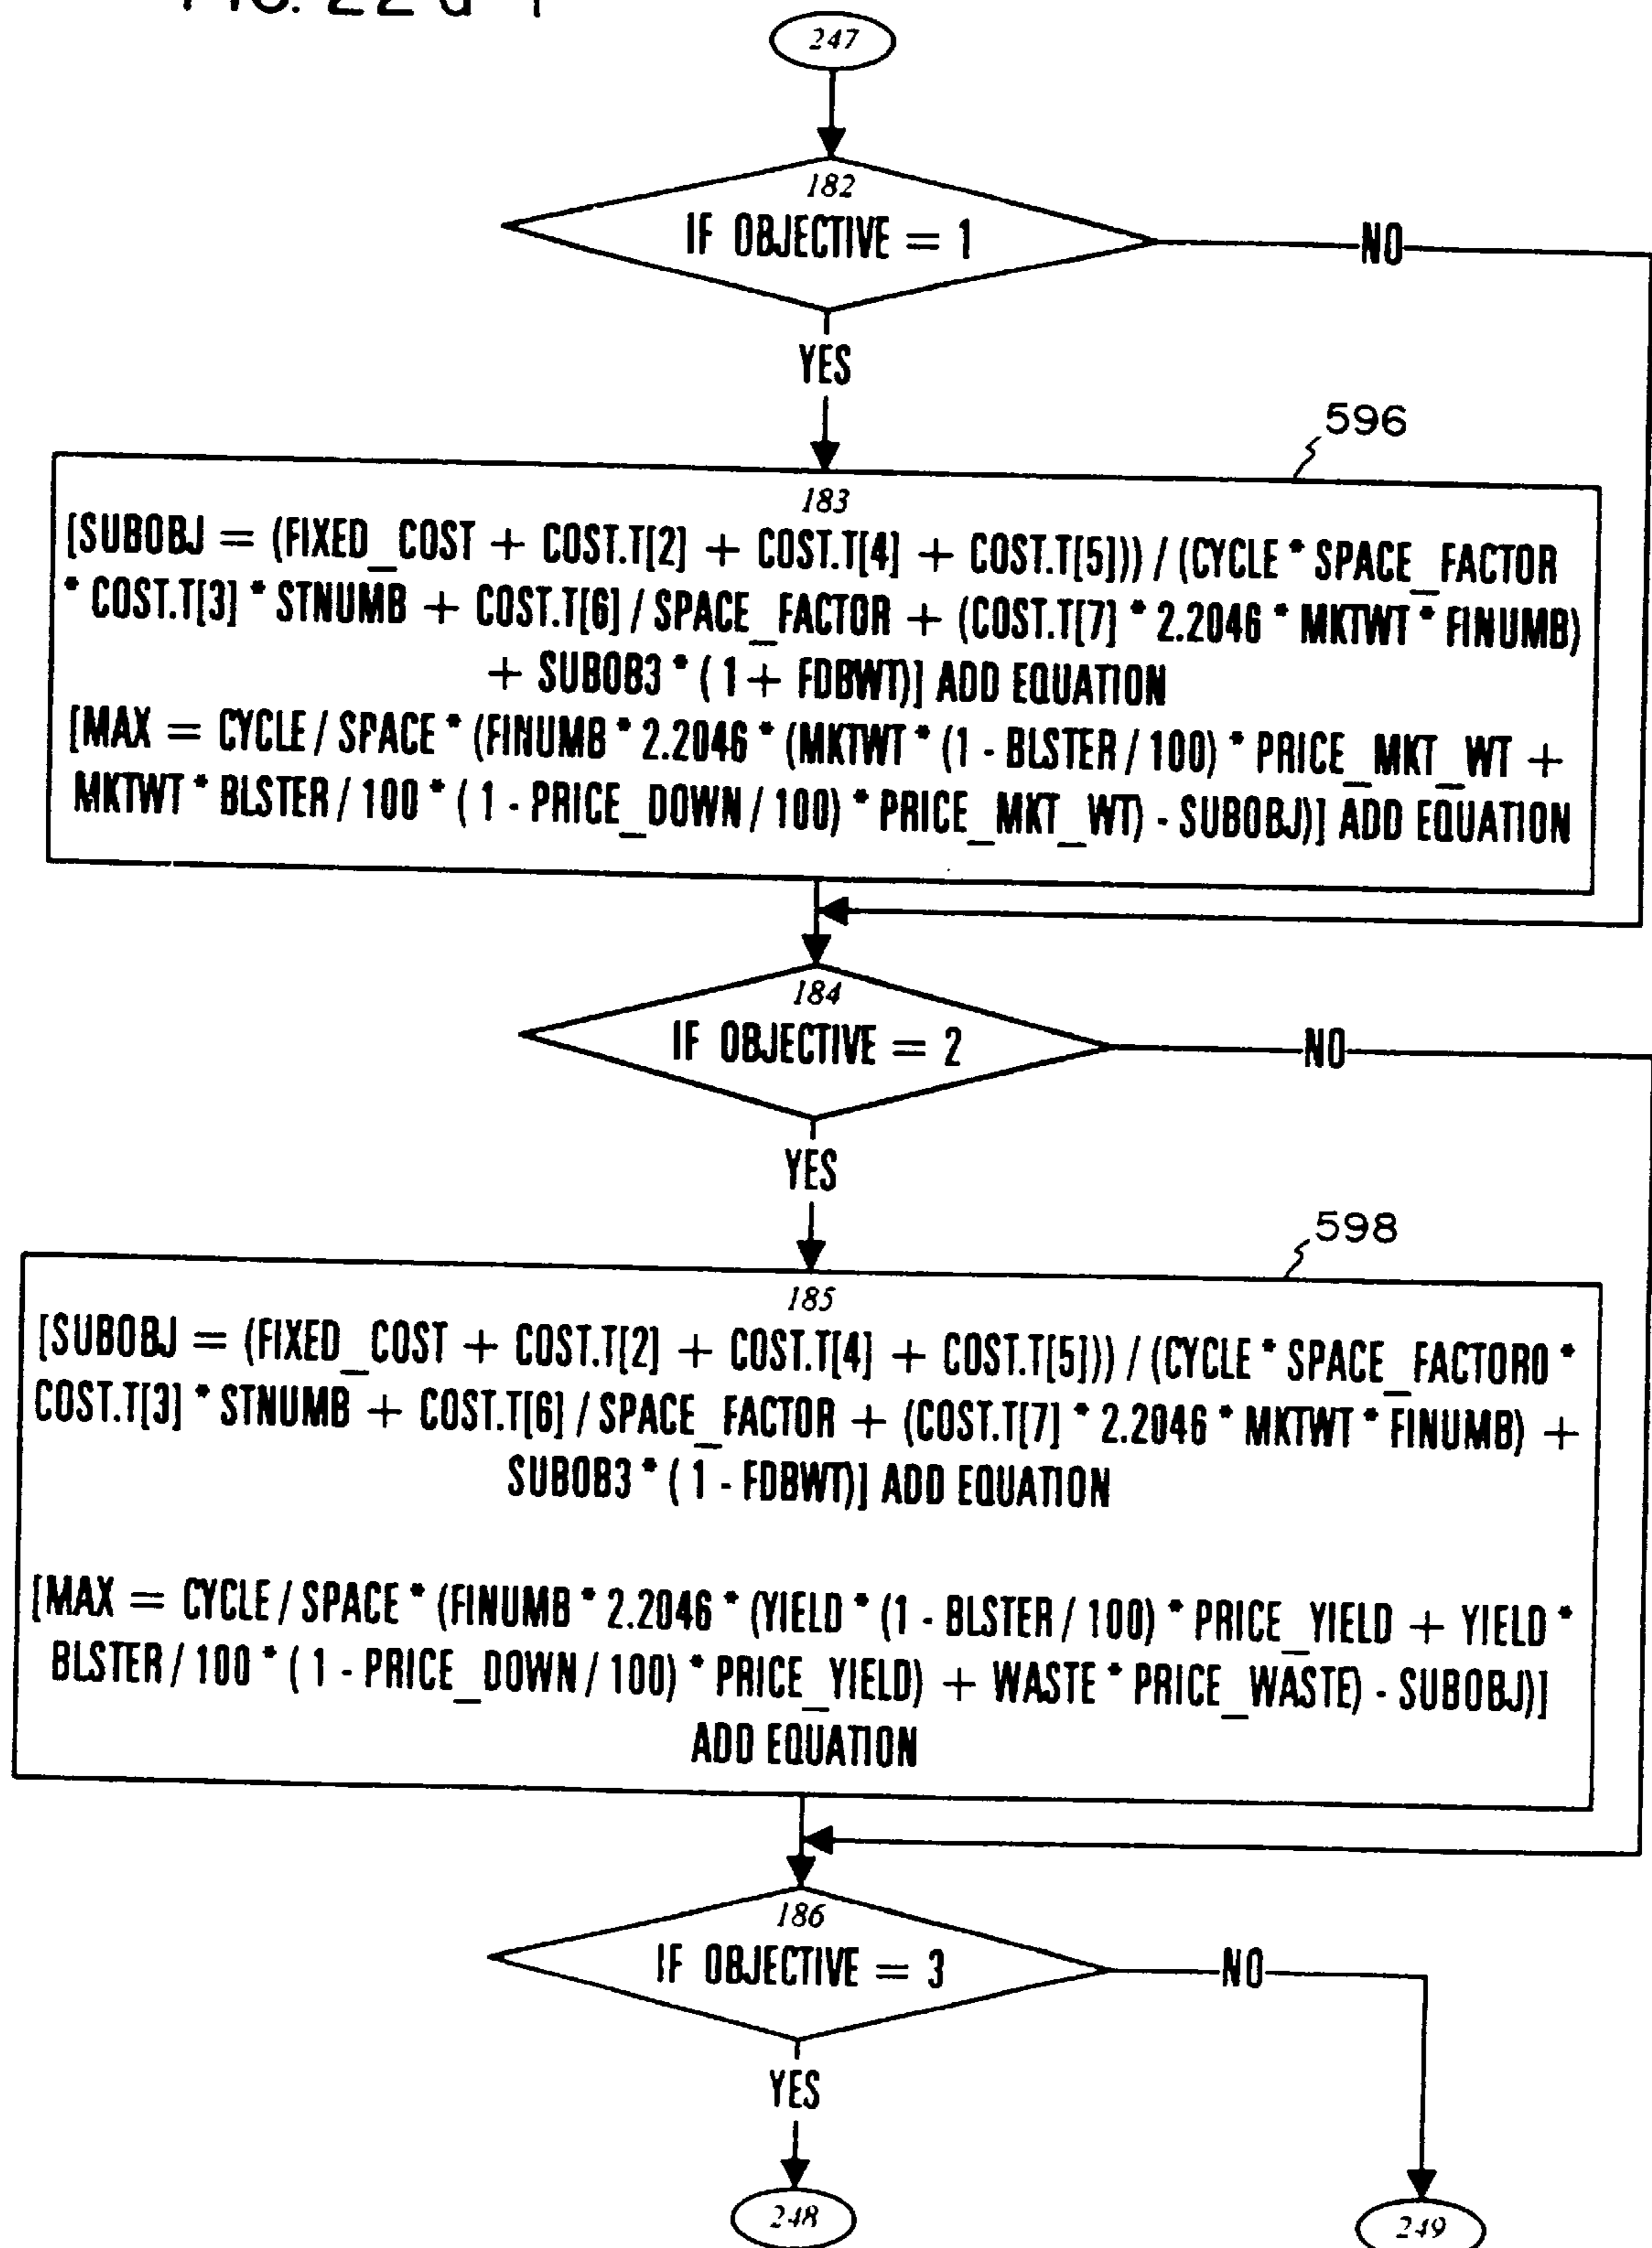 FIG. 22
247
182
IF OBJECTIVE = 1
NO
YES
596
183
[SUBOBJ = (FIXED_COST + COST.T[2] + COST.T[4] + COST.T[5])) / (CYCLE * SPACE_FACTOR
* COST.T[3] * STNUMB + COST.T[6] / SPACE_FACTOR + (COST.T[7] * 2.2046 * MKTWT * FINUMB)
+ SUBOB3 * ( 1 + FDBWT)] ADD EQUATION
[MAX = CYCLE / SPACE * (FINUMB * 2.2046 * (MKTWT * (1 - BLSTER / 100) * PRICE_MKT_WT +
MKTWT * BLSTER / 100 * ( 1 - PRICE_DOWN / 100) * PRICE_MKT_WT) - SUBOBJ)] ADD EQUATION
184
IF OBJECTIVE = 2
NO
YES
598
185
[SUBOBJ = (FIXED_COST + COST.T[2] + COST.T[4] + COST.T[5])) / (CYCLE * SPACE_FACTORO *
COST.T[3] * STNUMB + COST.T[6] / SPACE_FACTOR + (COST.T[7] * 2.2046 * MKTWT * FINUMB) +
SUBOB3 * ( 1 - FDBWT)] ADD EQUATION
[MAX = CYCLE / SPACE * (FINUMB * 2.2046 * (YIELD * (1 - BLSTER / 100) * PRICE_YIELD + YIELD *
BLSTER / 100 * ( 1 - PRICE_DOWN / 100) * PRICE_YIELD) + WASTE * PRICE_WASTE) - SUBOBJ)]
ADD EQUATION
186
IF OBJECTIVE = 3
NO
YES
248
249